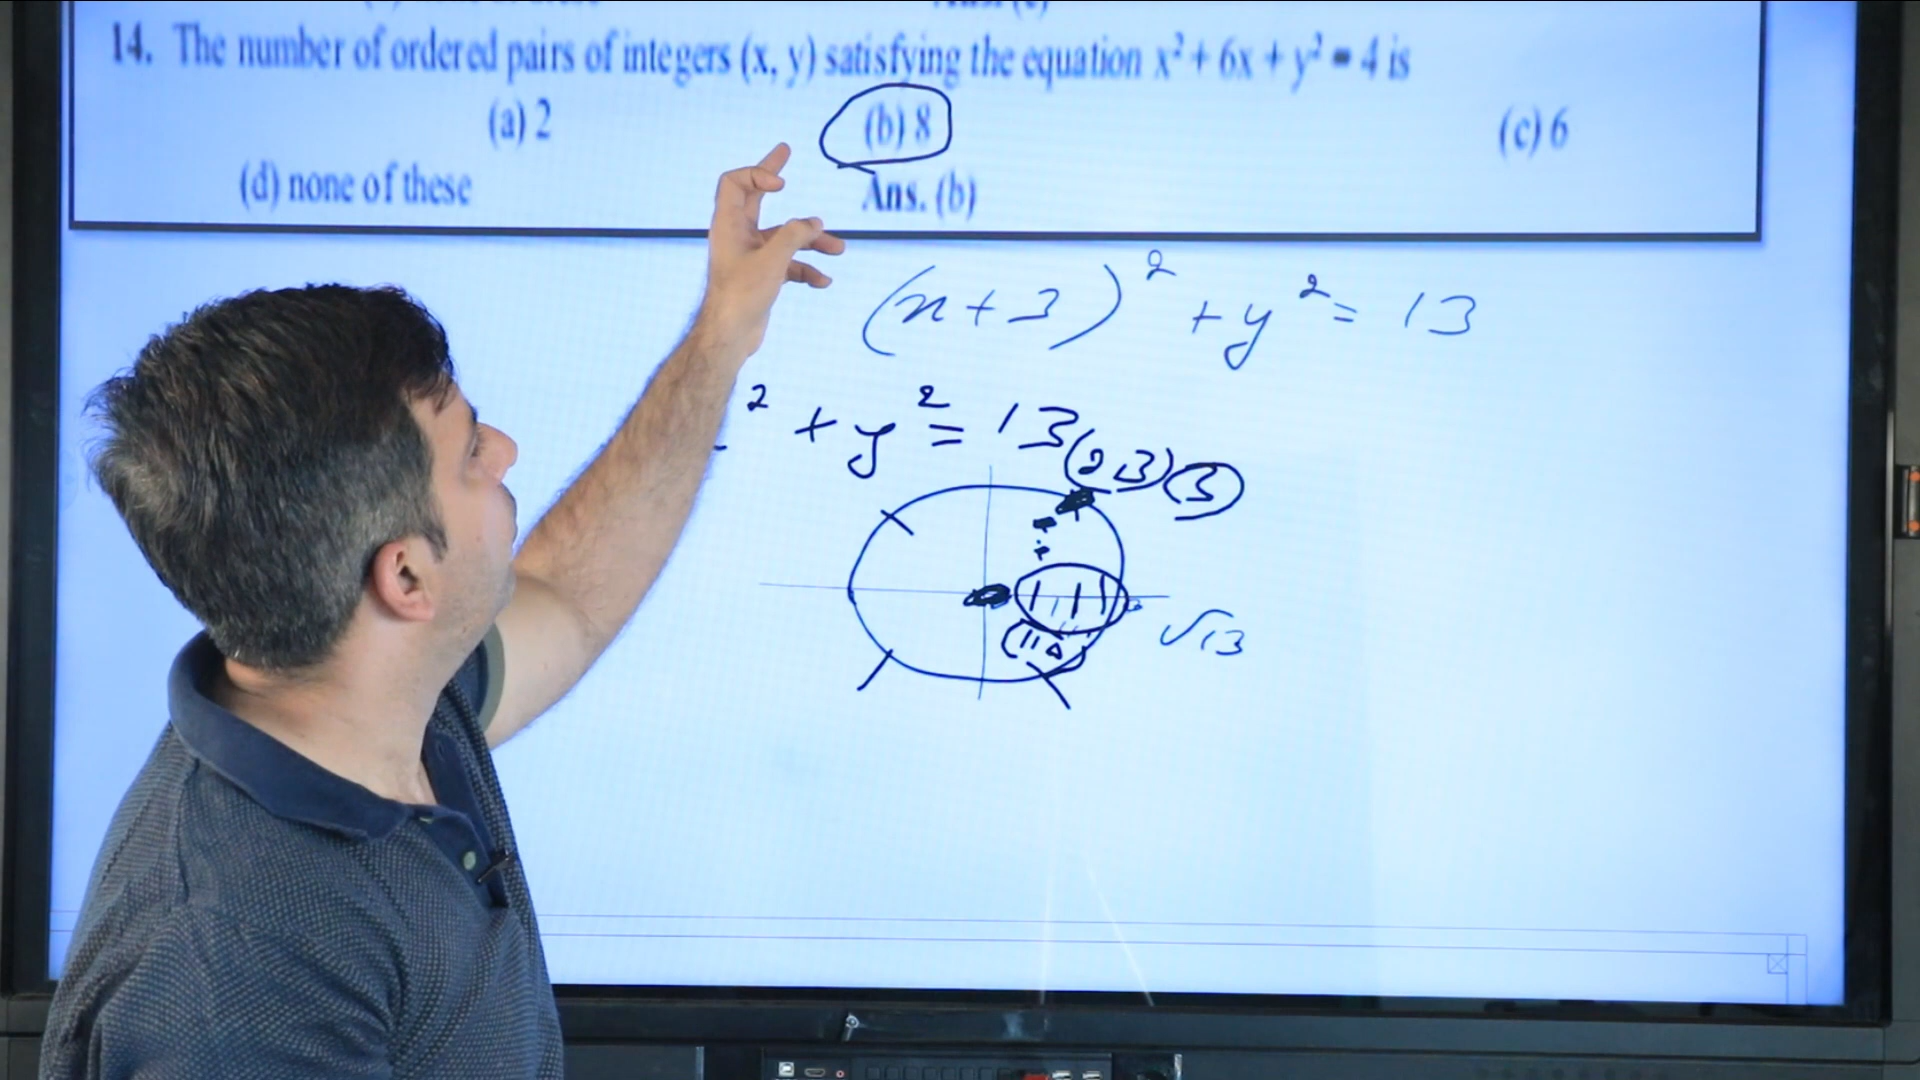 14. The number of ordered pairs of integers (x, y) satisfying the equation x² + 6x + y² = 4 is
(a) 2 (b) 8 (c) 6
(d) none of these Ans. (b)
(x+3)² + y² = 13
² + y² = 13
(2,3) (3)
√13